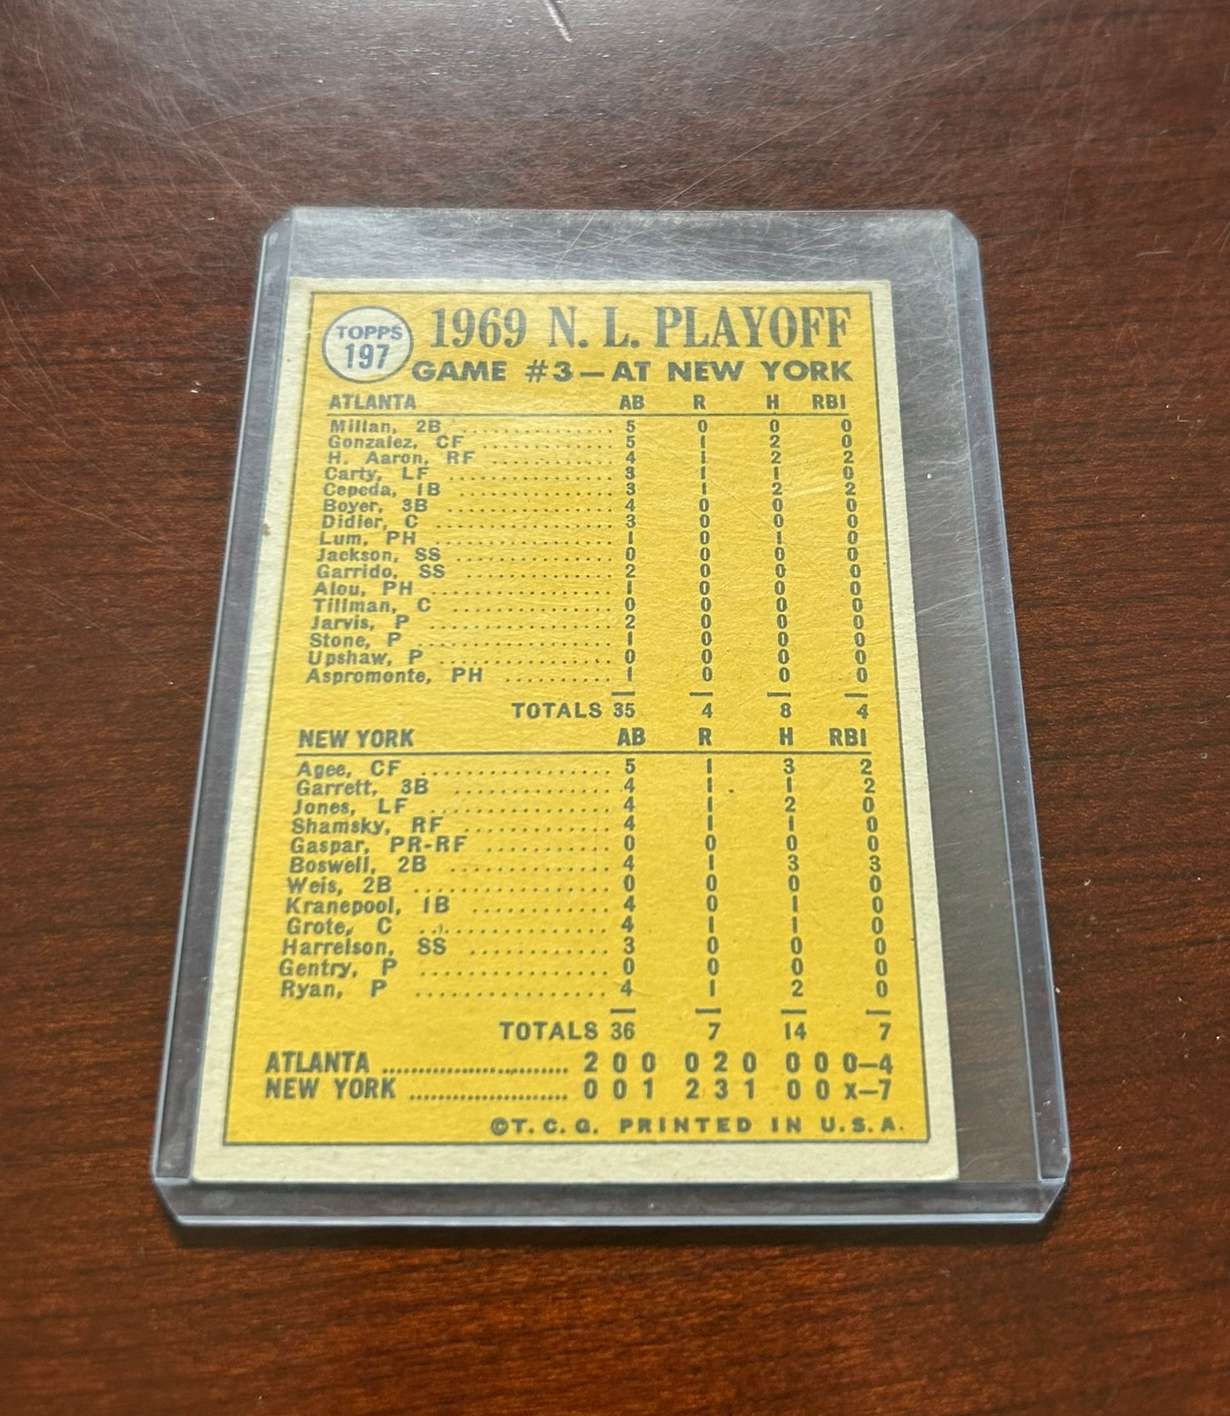 TOPPS
197
1969 N. L. PLAYOFF
GAME #3—AT NEW YORK
ATLANTA AB R H RBI
Millan, 2B .......... 5 0 0 0
Gonzalez, CF .......... 5 1 2 0
H. Aaron, RF .......... 4 1 2 2
Carty, LF .......... 3 1 1 0
Cepeda, 1B .......... 3 1 2 2
Boyer, 3B .......... 4 0 0 0
Didier, C .......... 3 0 0 0
Lum, PH .......... 1 0 1 0
Jackson, SS .......... 0 0 0 0
Garrido, SS .......... 2 0 0 0
Alou, PH .......... 1 0 0 0
Tillman, C .......... 0 0 0 0
Jarvis, P .......... 2 0 0 0
Stone, P .......... 1 0 0 0
Upshaw, P .......... 0 0 0 0
Aspromonte, PH .......... 1 0 0 0
TOTALS 35 4 8 4
NEW YORK AB R H RBI
Agee, CF .......... 5 1 3 2
Garrett, 3B .......... 4 1 1 2
Jones, LF .......... 4 1 2 0
Shamsky, RF .......... 4 1 1 0
Gaspar, PR-RF .......... 0 0 0 0
Boswell, 2B .......... 4 1 3 3
Weis, 2B .......... 0 0 0 0
Kranepool, 1B .......... 4 0 1 0
Grote, C .......... 4 1 1 0
Harrelson, SS .......... 3 0 0 0
Gentry, P .......... 0 0 0 0
Ryan, P .......... 4 1 2 0
TOTALS 36 7 14 7
ATLANTA .......... 2 0 0 0 2 0 0 0 0—4
NEW YORK .......... 0 0 1 2 3 1 0 0 x—7
©T. C. G. PRINTED IN U.S.A.